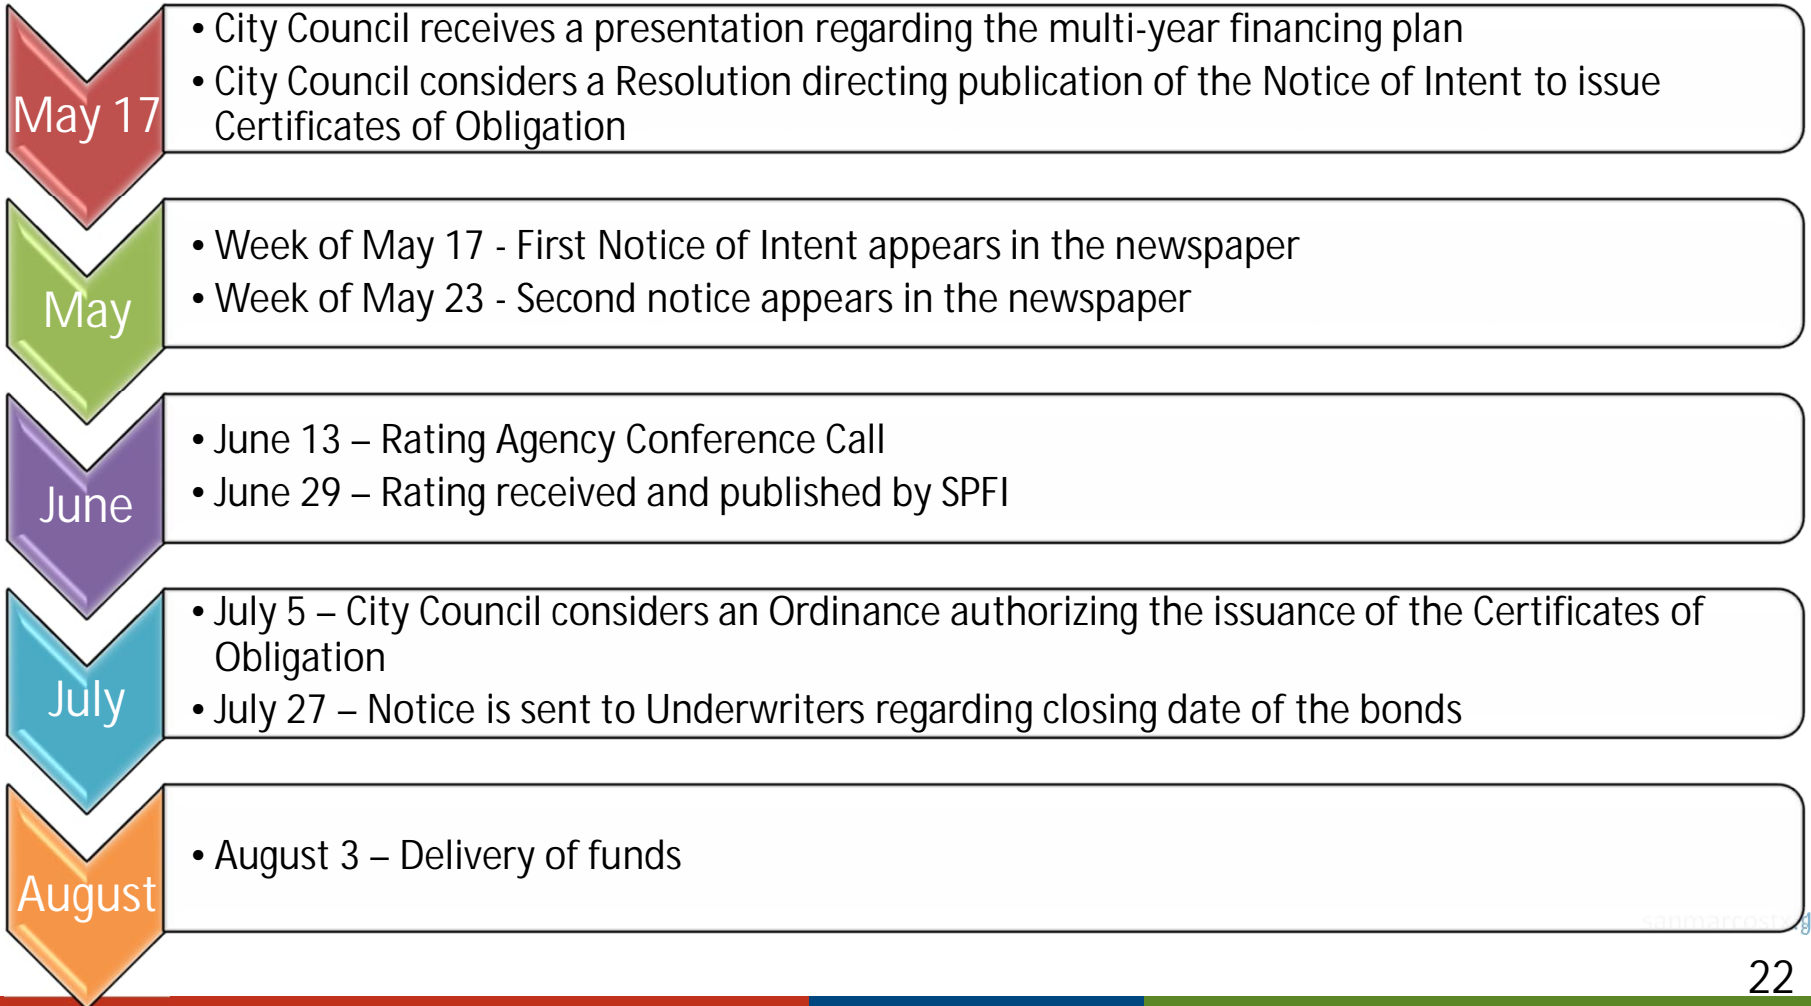 May 17
• City Council receives a presentation regarding the multi-year financing plan
• City Council considers a Resolution directing publication of the Notice of Intent to issue
Certificates of Obligation
May
• Week of May 17 - First Notice of Intent appears in the newspaper
• Week of May 23 - Second notice appears in the newspaper
June
• June 13 – Rating Agency Conference Call
• June 29 – Rating received and published by SPFI
July
• July 5 – City Council considers an Ordinance authorizing the issuance of the Certificates of
Obligation
• July 27 – Notice is sent to Underwriters regarding closing date of the bonds
August
• August 3 – Delivery of funds
22